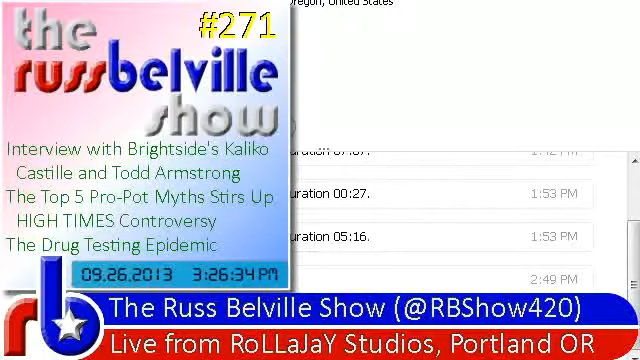 Oregon, United States
#271
the
russbelville
show
Interview with Brightside's Kaliko
Castille and Todd Armstrong
The Top 5 Pro-Pot Myths Stirs Up
HIGH TIMES Controversy
The Drug Testing Epidemic
09.26.2013 3:26:34 PM
1:42 PM
uration 00:27. 1:53 PM
uration 05:16. 1:53 PM
2:49 PM
rb
The Russ Belville Show (@RBShow420)
Live from RoLLaJaY Studios, Portland OR